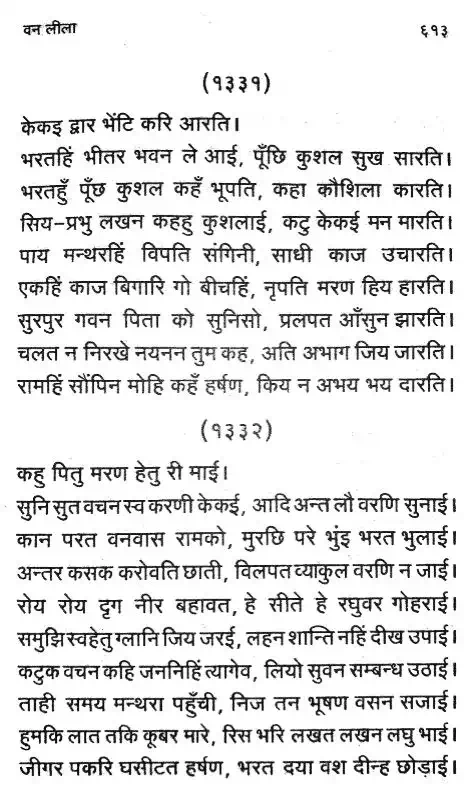 वन लीला
६१३
(१३३१)
केकइ द्वार भेंटि करि आरति।
भरतहिं भीतर भवन ले आई, पूँछि कुशल सुख सारति।
भरतहुँ पूँछ कुशल कहँ भूपति, कहा कौशिला कारति।
सिय-प्रभु लखन कहहु कुशलाई, कटु केकई मन मारति।
पाय मन्थरहिं विपति संगिनी, साधी काज उचारति।
एकहिं काज बिगारि गो बीचहिं, नृपति मरण हिय हारति।
सुरपुर गवन पिता को सुनिसो, प्रलपत आँसुन झारति।
चलत न निरखे नयनन तुम कह, अति अभाग जिय जारति।
रामहिं सौंपिन मोहि कहँ हर्षण, किय न अभय भय दारति।
(१३३२)
कहु पितु मरण हेतु री माई।
सुनि सुत वचन स्व करणी केकई, आदि अन्त लौ वरणि सुनाई।
कान परत वनवास रामको, मुरछि परे भुंइ भरत भुलाई।
अन्तर कसक करोवति छाती, विलपत व्याकुल वरणि न जाई।
रोय रोय दृग नीर बहावत, हे सीते हे रघुवर गोहराई।
समुझि स्वहेतु ग्लानि जिय जरई, लहन शान्ति नहिं दीख उपाई।
कटुक वचन कहि जननिहिं त्यागेव, लियो सुवन सम्बन्ध उठाई।
ताही समय मन्थरा पहुँची, निज तन भूषण वसन सजाई।
हुमकि लात तकि कूबर मारे, रिस भरि लखत लखन लघु भाई।
जीगर पकरि घसीटत हर्षण, भरत दया वश दीन्ह छोड़ाई।